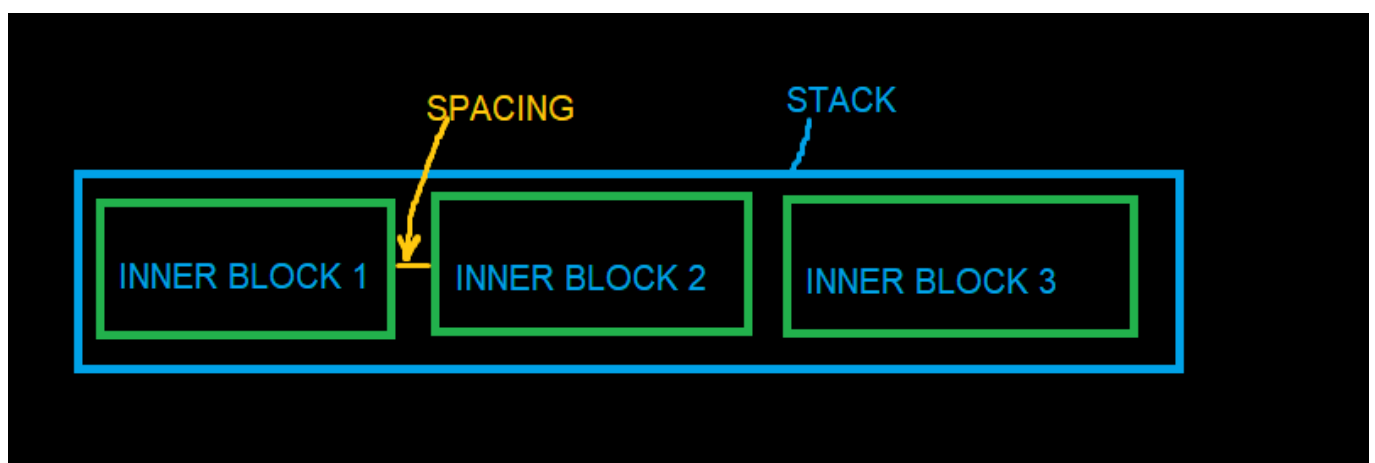 SPACING
STACK
INNER BLOCK 1
INNER BLOCK 2
INNER BLOCK 3